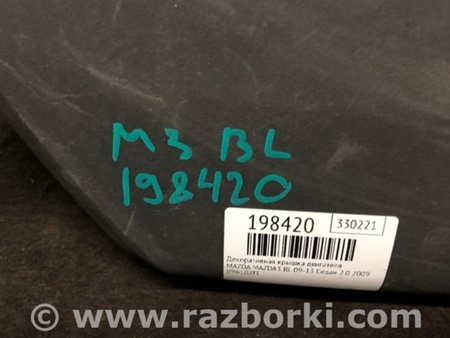 M3 BL
198420
198420 330221
Декоративная крышка двигателя
MAZDA MAZDA3 BL 09-13 Седан 2.0 2009
www.razborki.com